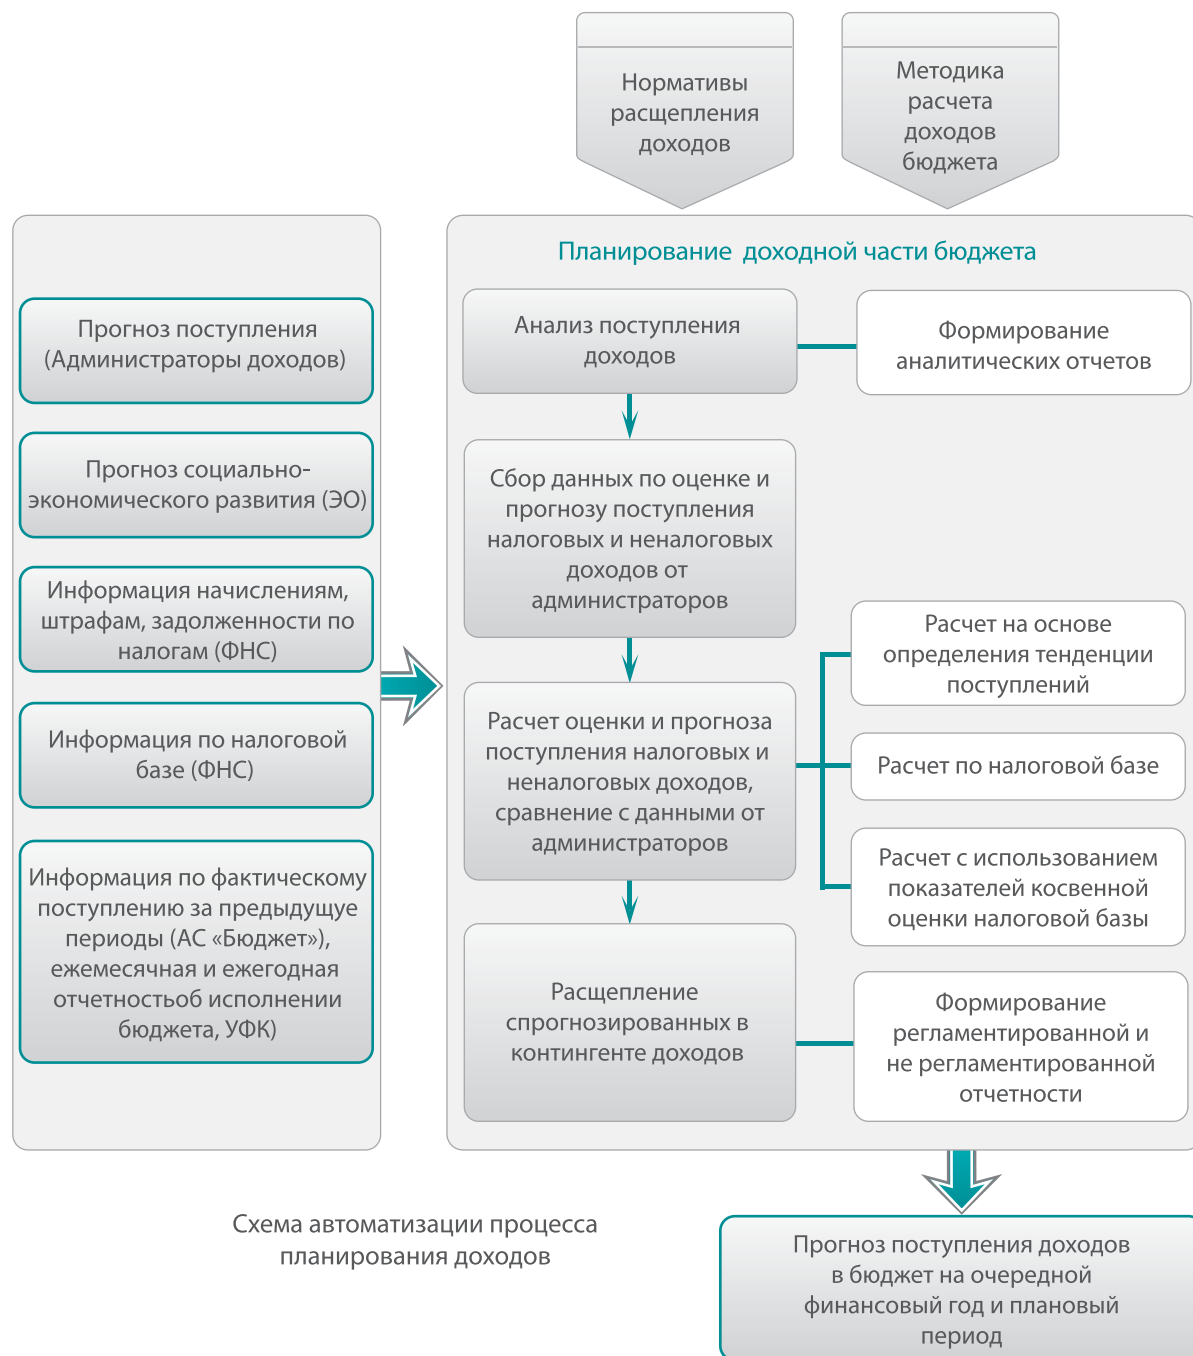 Нормативы
расщепления
доходов
Методика
расчета
доходов
бюджета
Прогноз поступления
(Администраторы доходов)
Прогноз социально-
экономического развития (ЭО)
Информация начислениям,
штрафам, задолженности по
налогам (ФНС)
Информация по налоговой
базе (ФНС)
Информация по фактическому
поступлению за предыдущуе
периоды (АС «Бюджет»),
ежемесячная и ежегодная
отчетностьоб исполнении
бюджета, УФК)
Планирование доходной части бюджета
Анализ поступления
доходов
Формирование
аналитических отчетов
Сбор данных по оценке и
прогнозу поступления
налоговых и неналоговых
доходов от
администраторов
Расчет оценки и прогноза
поступления налоговых и
неналоговых доходов,
сравнение с данными от
администраторов
Расчет на основе
определения тенденции
поступлений
Расчет по налоговой базе
Расчет с использованием
показателей косвенной
оценки налоговой базы
Расщепление
спрогнозированных в
контингенте доходов
Формирование
регламентированной и
не регламентированной
отчетности
Схема автоматизации процесса
планирования доходов
Прогноз поступления доходов
в бюджет на очередной
финансовый год и плановый
период